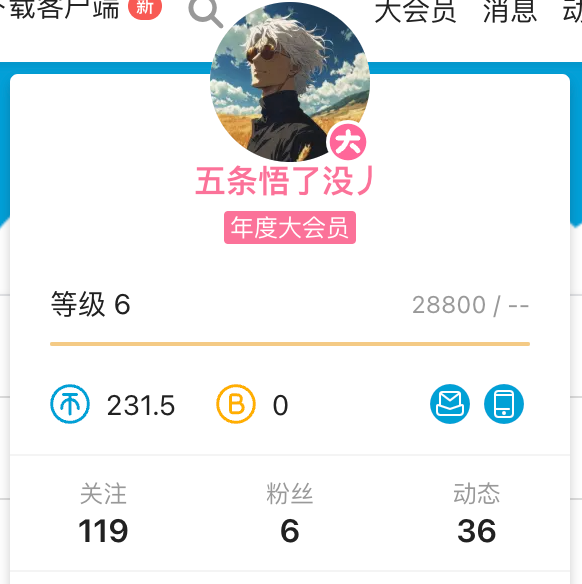 下载客户端 新 大会员 消息 动
大
五条悟了没丿
年度大会员
等级 6 28800 / --
币 231.5 B 0
关注 粉丝 动态
119 6 36